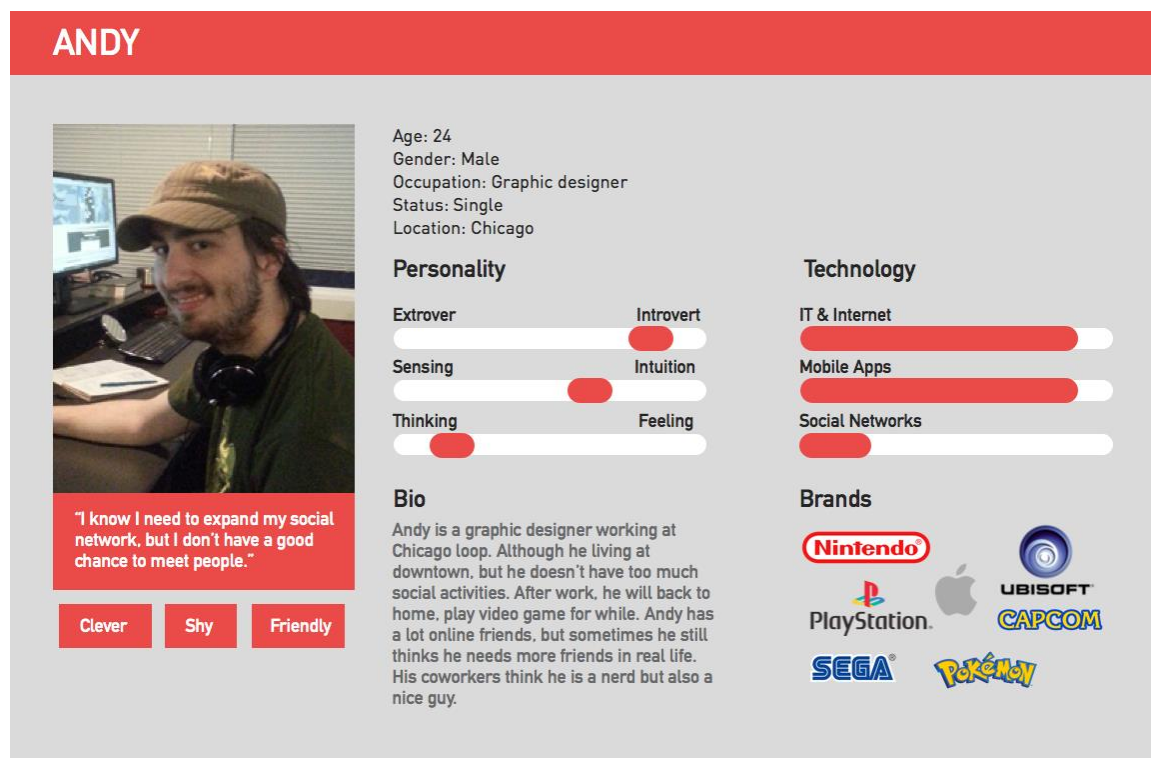 ANDY
Age: 24
Gender: Male
Occupation: Graphic designer
Status: Single
Location: Chicago
"I know I need to expand my social
network, but I don't have a good
chance to meet people."
Clever Shy Friendly
Personality
Extrover Introvert
Sensing Intuition
Thinking Feeling
Bio
Andy is a graphic designer working at
Chicago loop. Although he living at
downtown, but he doesn't have too much
social activities. After work, he will back to
home, play video game for while. Andy has
a lot online friends, but sometimes he still
thinks he needs more friends in real life.
His coworkers think he is a nerd but also a
nice guy.
Technology
IT & Internet
Mobile Apps
Social Networks
Brands
Nintendo®
UBISOFT
PlayStation.
CAPCOM
SEGA®
POKéMON